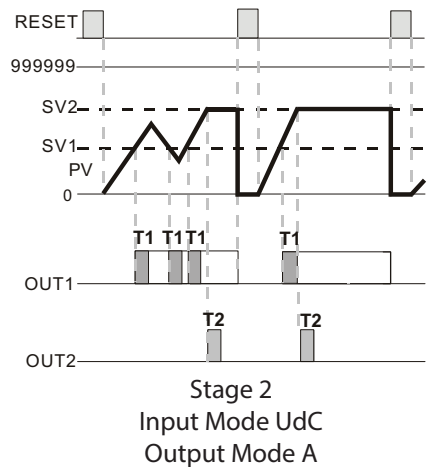 RESET
999999
SV2
SV1
PV
0
T1 T1 T1 T1
OUT1
T2 T2
OUT2
Stage 2
Input Mode UdC
Output Mode A